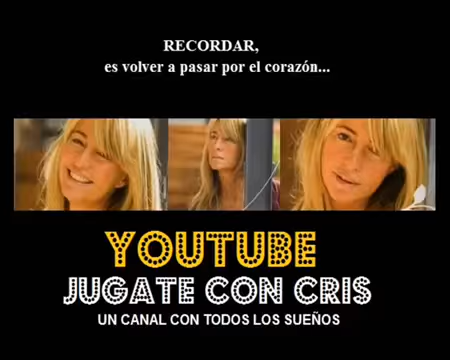 RECORDAR,
es volver a pasar por el corazón...
YOUTUBE
JUGATE CON CRIS
UN CANAL CON TODOS LOS SUEÑOS